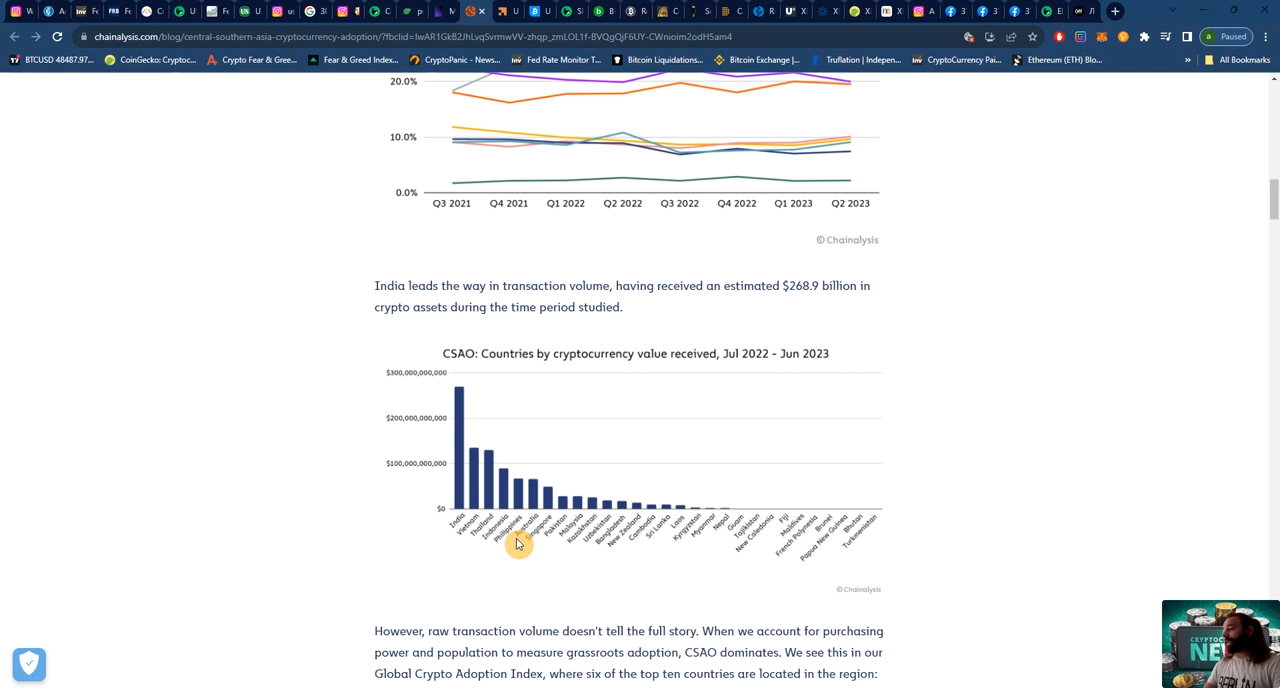 chainalysis.com/blog/central-southern-asia-cryptocurrency-adoption/?fbclid=IwAR1GkB2JhLvqSvrmwVV-zhqp_zmLOL1f-BVQgQjF6UY-CWnioim2odH5am4
Paused
BTCUSD 48487.97...
CoinGecko: Cryptoc...
Crypto Fear & Gree...
Fear & Greed Index...
CryptoPanic - News...
Fed Rate Monitor T...
Bitcoin Liquidations...
Bitcoin Exchange |...
Truflation | Indepen...
CryptoCurrency Pai...
Ethereum (ETH) Blo...
»
All Bookmarks
20.0%
10.0%
0.0%
Q3 2021 Q4 2021 Q1 2022 Q2 2022 Q3 2022 Q4 2022 Q1 2023 Q2 2023
© Chainalysis
India leads the way in transaction volume, having received an estimated $268.9 billion in
crypto assets during the time period studied.
CSAO: Countries by cryptocurrency value received, Jul 2022 - Jun 2023
$300,000,000,000
$200,000,000,000
$100,000,000,000
$0
India
Vietnam
Thailand
Indonesia
Philippines
Australia
Singapore
Pakistan
Malaysia
Kazakhstan
Uzbekistan
Bangladesh
New Zealand
Cambodia
Sri Lanka
Laos
Kyrgyzstan
Myanmar
Nepal
Guam
Tajikistan
New Caledonia
Fiji
Maldives
French Polynesia
Brunei
Papua New Guinea
Bhutan
Turkmenistan
© Chainalysis
However, raw transaction volume doesn't tell the full story. When we account for purchasing
power and population to measure grassroots adoption, CSAO dominates. We see this in our
Global Crypto Adoption Index, where six of the top ten countries are located in the region: